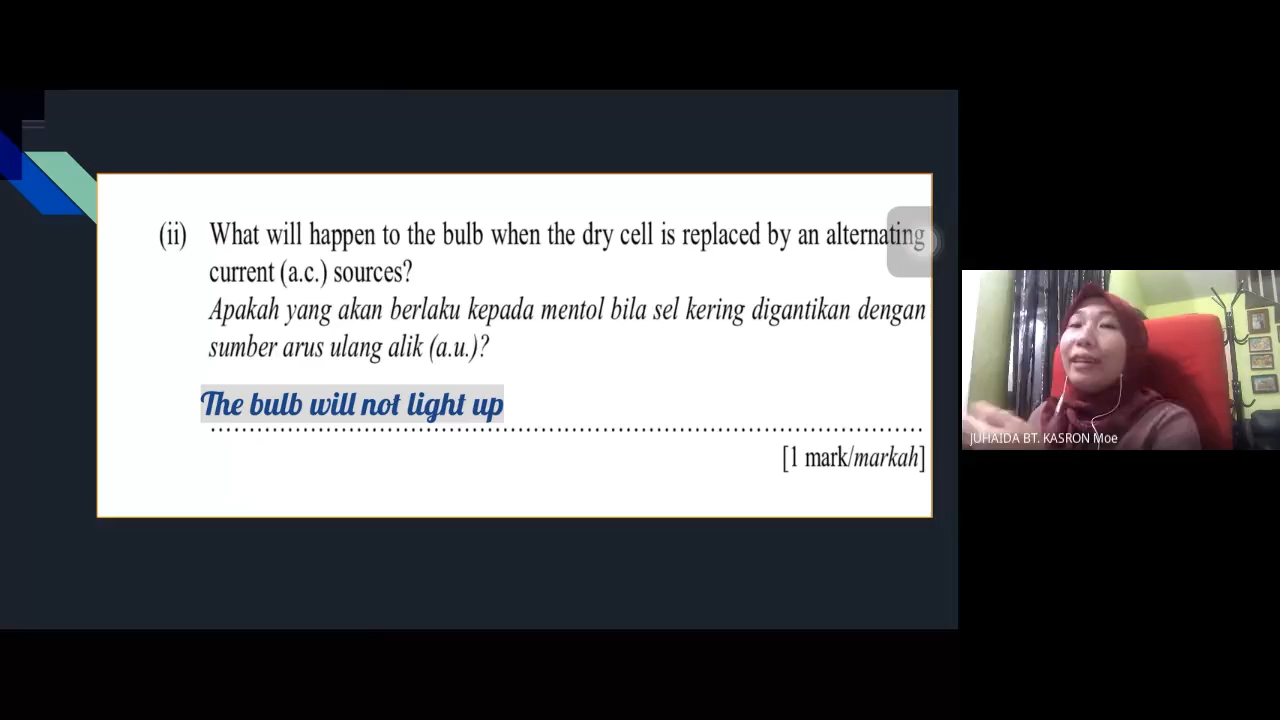 (ii) What will happen to the bulb when the dry cell is replaced by an alternating
current (a.c.) sources?
Apakah yang akan berlaku kepada mentol bila sel kering digantikan dengan
sumber arus ulang alik (a.u.)?
The bulb will not light up
[1 mark/markah]
JUHAIDA BT. KASRON Moe